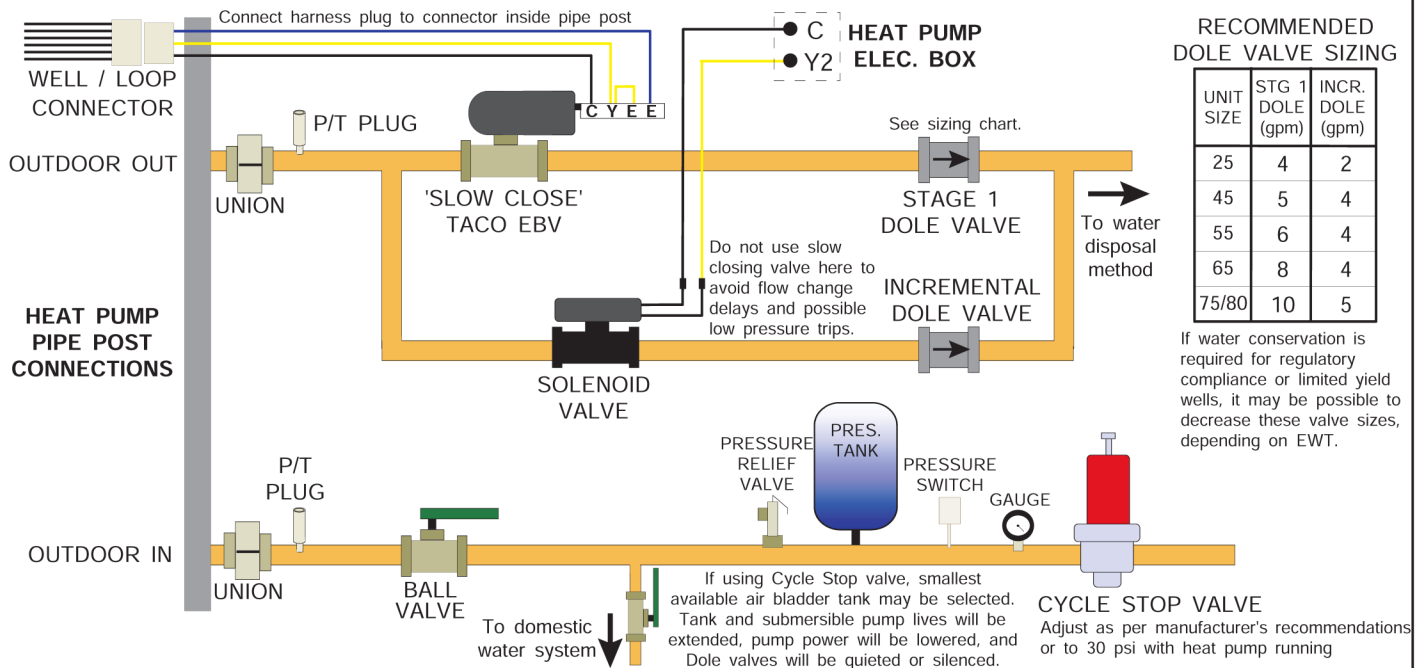 Connect harness plug to connector inside pipe post
WELL / LOOP
CONNECTOR
C
Y2
HEAT PUMP
ELEC. BOX
C Y E E
P/T PLUG
OUTDOOR OUT
UNION
'SLOW CLOSE'
TACO EBV
See sizing chart.
STAGE 1
DOLE VALVE
To water
disposal
method
Do not use slow
closing valve here to
avoid flow change
delays and possible
low pressure trips.
INCREMENTAL
DOLE VALVE
SOLENOID
VALVE
HEAT PUMP
PIPE POST
CONNECTIONS
RECOMMENDED
DOLE VALVE SIZING
UNIT SIZE STG 1 DOLE (gpm) INCR. DOLE (gpm)
25 4 2
45 5 4
55 6 4
65 8 4
75/80 10 5
If water conservation is
required for regulatory
compliance or limited yield
wells, it may be possible to
decrease these valve sizes,
depending on EWT.
P/T
PLUG
OUTDOOR IN
UNION
BALL
VALVE
PRESSURE
RELIEF
VALVE
PRES.
TANK
PRESSURE
SWITCH
GAUGE
To domestic
water system
If using Cycle Stop valve, smallest
available air bladder tank may be selected.
Tank and submersible pump lives will be
extended, pump power will be lowered, and
Dole valves will be quieted or silenced.
CYCLE STOP VALVE
Adjust as per manufacturer's recommendations
or to 30 psi with heat pump running